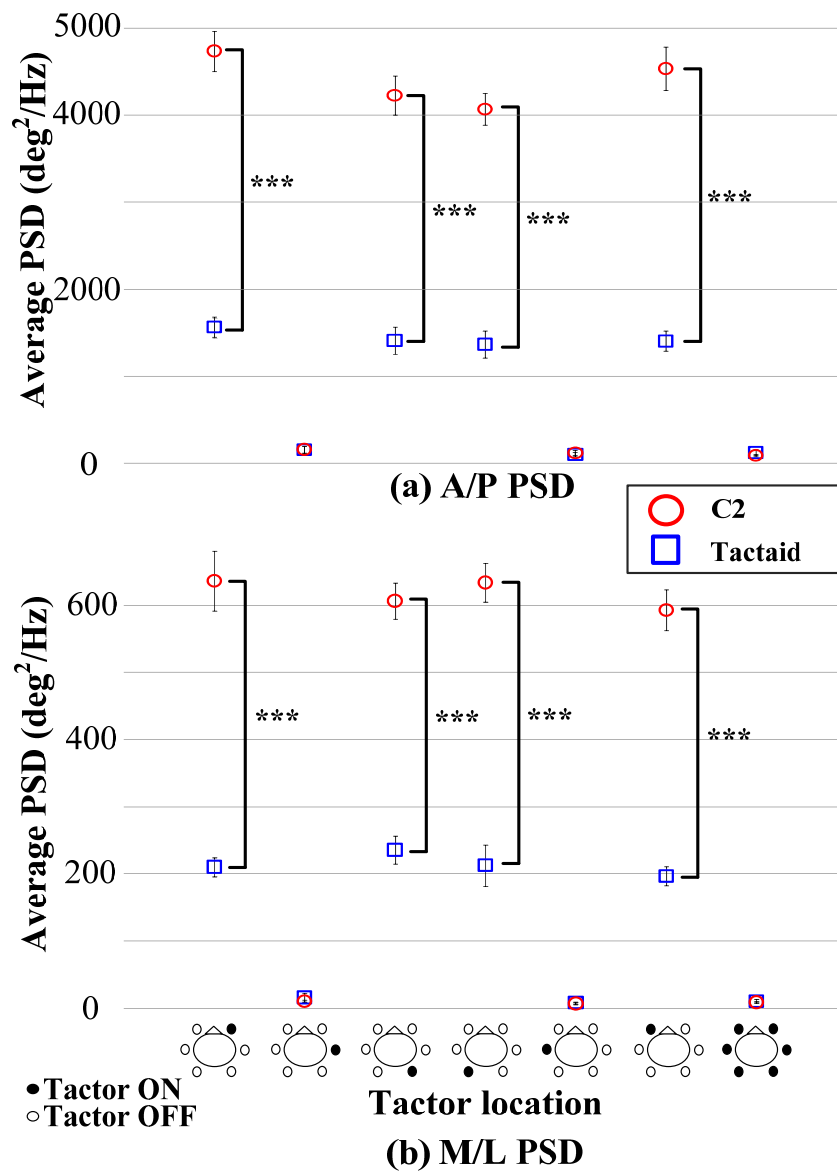 5000
4000
2000
0
Average PSD (deg²/Hz)
***
***
***
***
(a) A/P PSD
C2
Tactaid
600
400
200
0
Average PSD (deg²/Hz)
***
***
***
***
Tactor ON
Tactor OFF
Tactor location
(b) M/L PSD